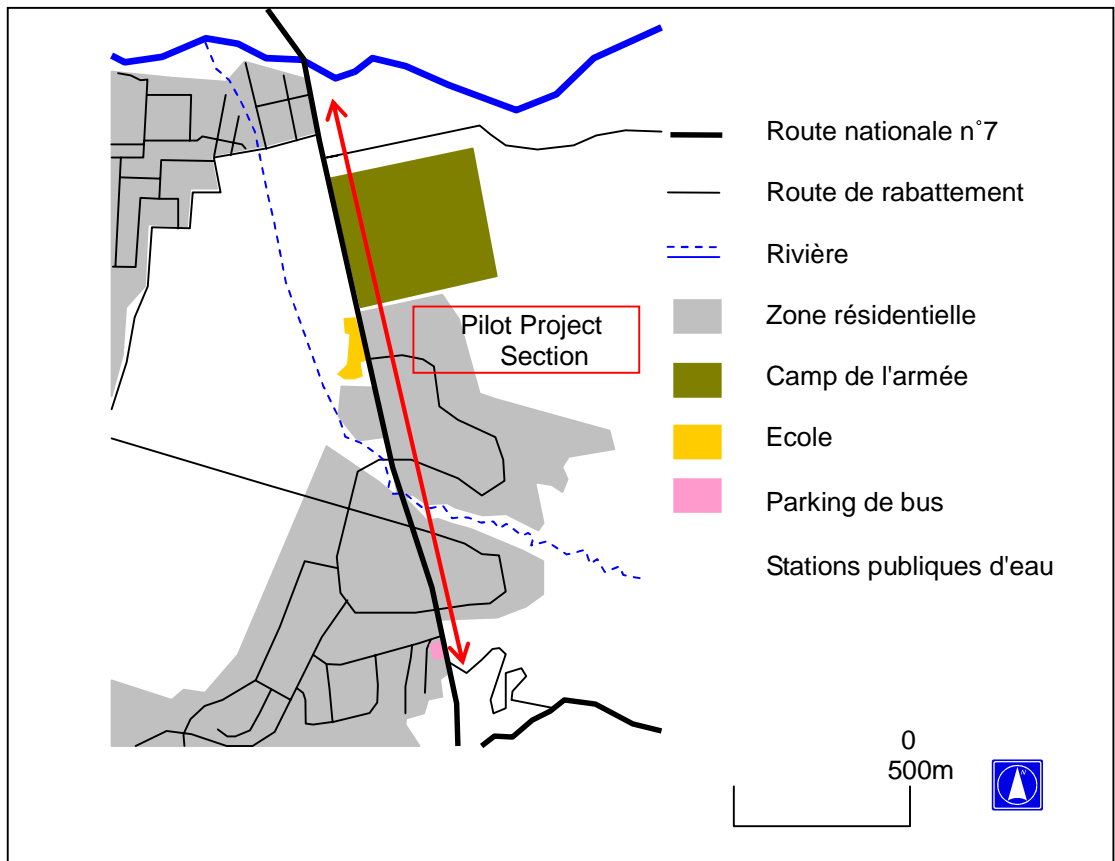 Route nationale n°7
Route de rabattement
Rivière
Zone résidentielle
Camp de l'armée
Ecole
Parking de bus
Stations publiques d'eau
Pilot Project
Section
0
500m
N